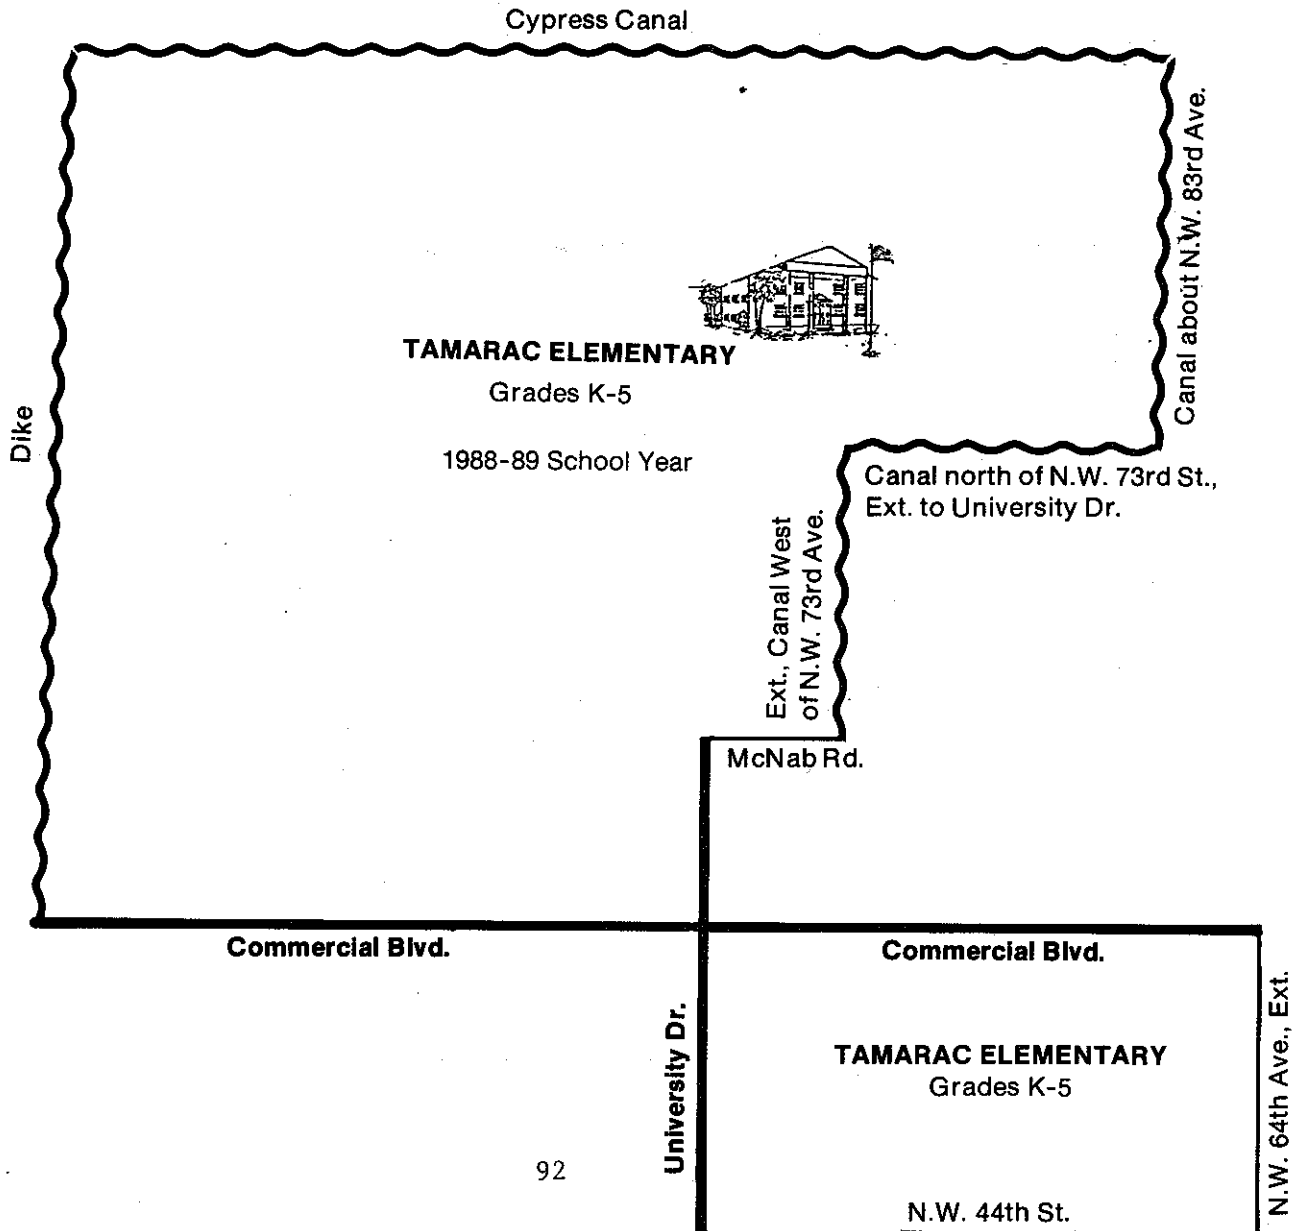 Cypress Canal
Canal about N.W. 83rd Ave.
TAMARAC ELEMENTARY
Grades K-5
Dike
1988-89 School Year
Canal north of N.W. 73rd St.,
Ext. to University Dr.
Ext., Canal West
of N.W. 73rd Ave.
McNab Rd.
Commercial Blvd.
Commercial Blvd.
University Dr.
TAMARAC ELEMENTARY
Grades K-5
N.W. 64th Ave., Ext.
92
N.W. 44th St.